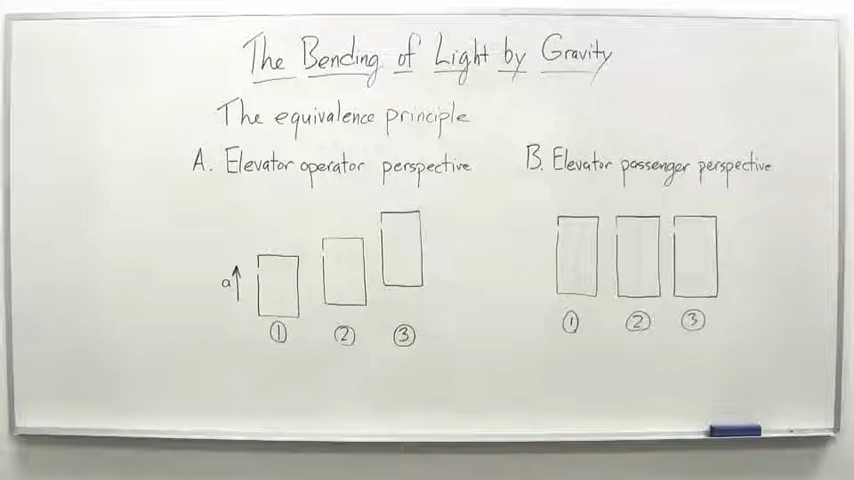 The Bending of Light by Gravity
The equivalence principle
A. Elevator operator perspective
B. Elevator passenger perspective
a
① ② ③
① ② ③